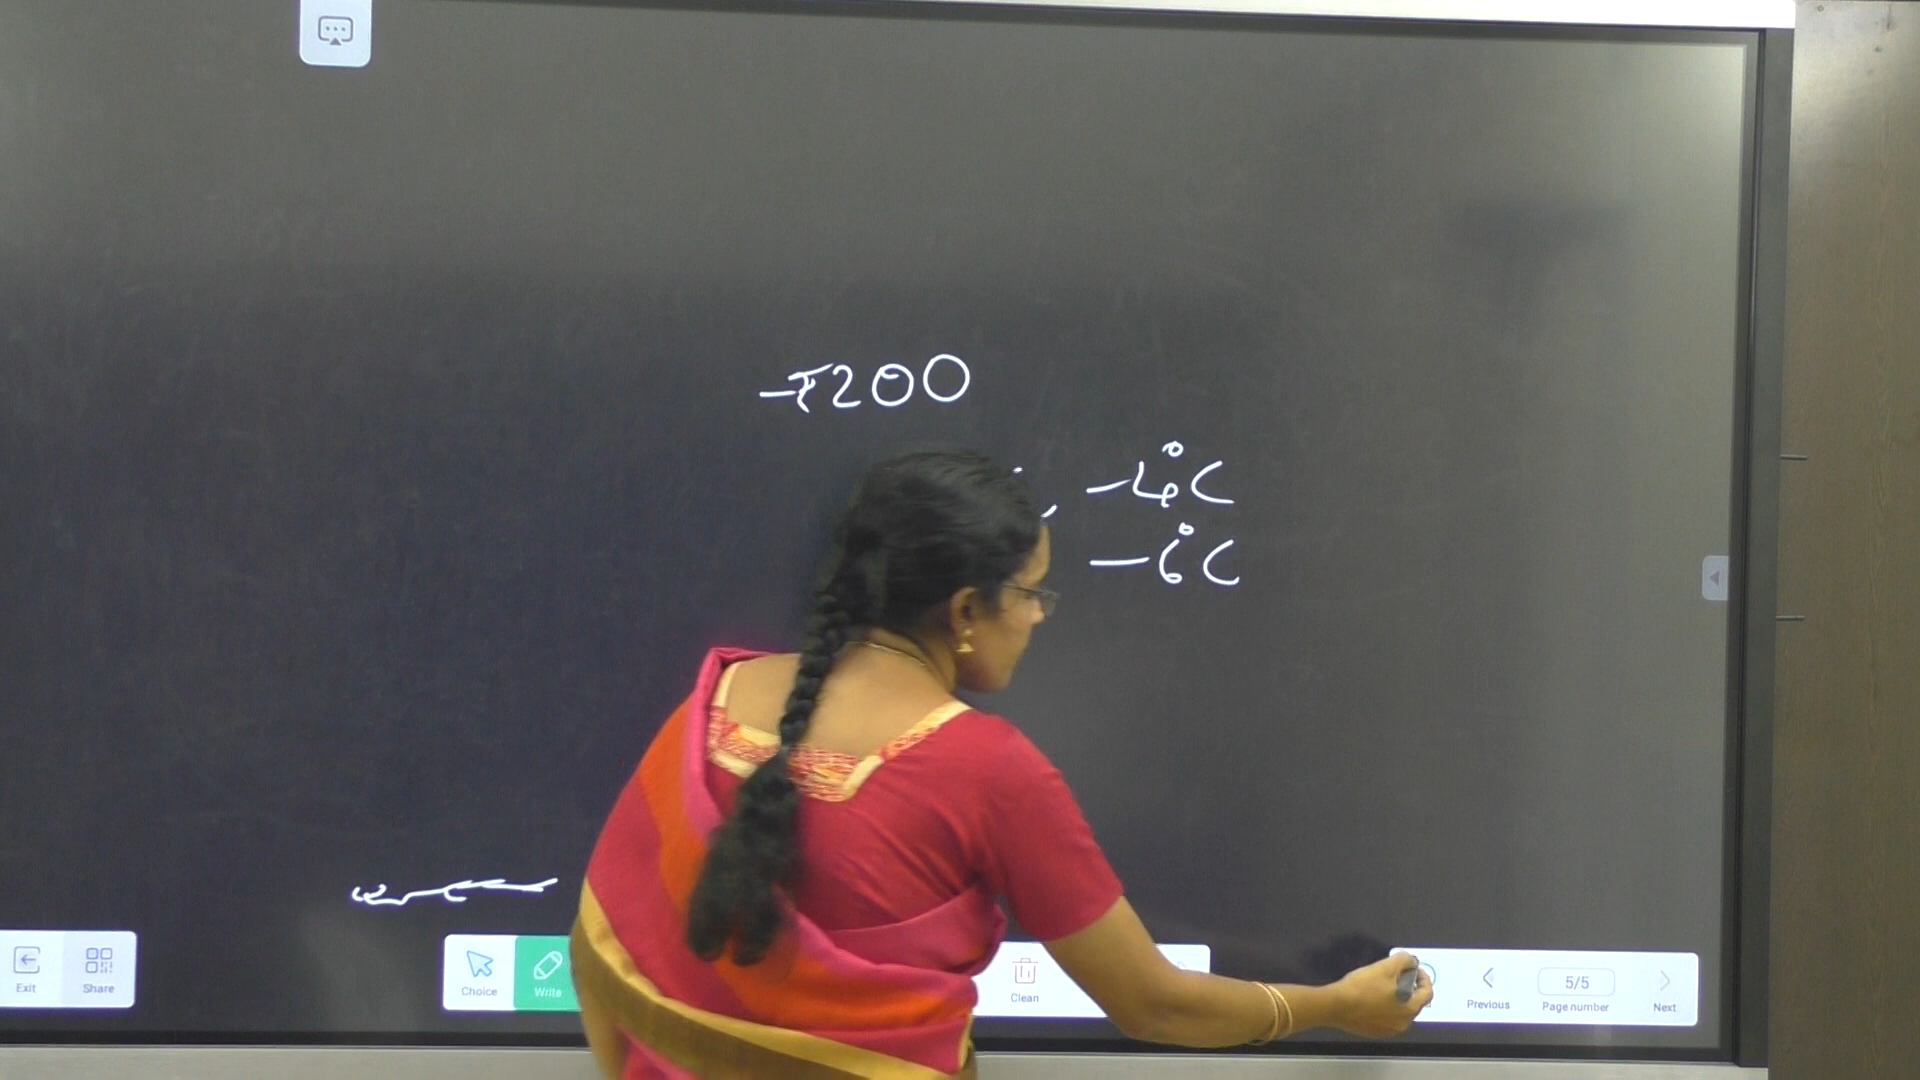 -₹200
-4°C
-6°C
Exit
Share
Choice
Write
Clean
Previous
5/5
Page number
Next